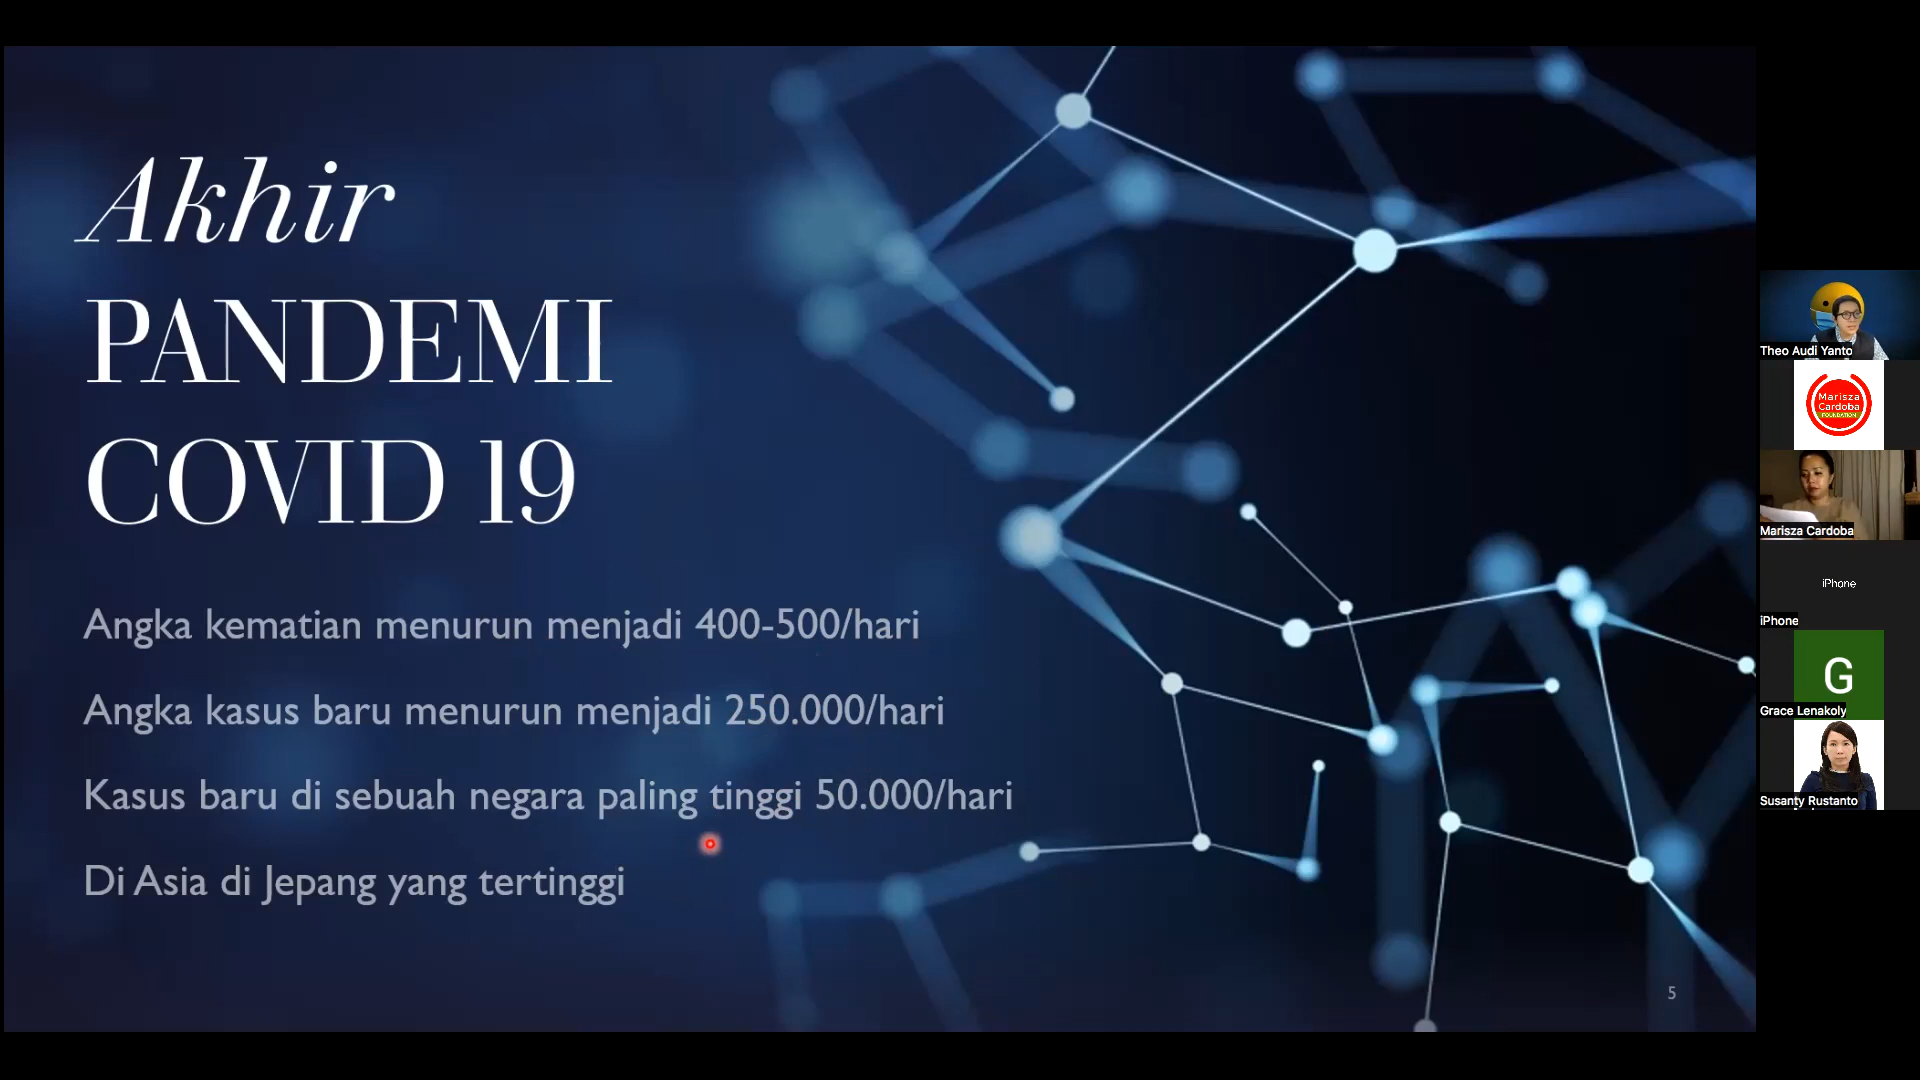 Akhir
PANDEMI
COVID 19
Angka kematian menurun menjadi 400-500/hari
Angka kasus baru menurun menjadi 250.000/hari
Kasus baru di sebuah negara paling tinggi 50.000/hari
Di Asia di Jepang yang tertinggi
5
Theo Audi Yanto
Marisza
Cardoba
FOUNDATION
Marisza Cardoba
iPhone
iPhone
G
Grace Lenakoly
Susanty Rustanto